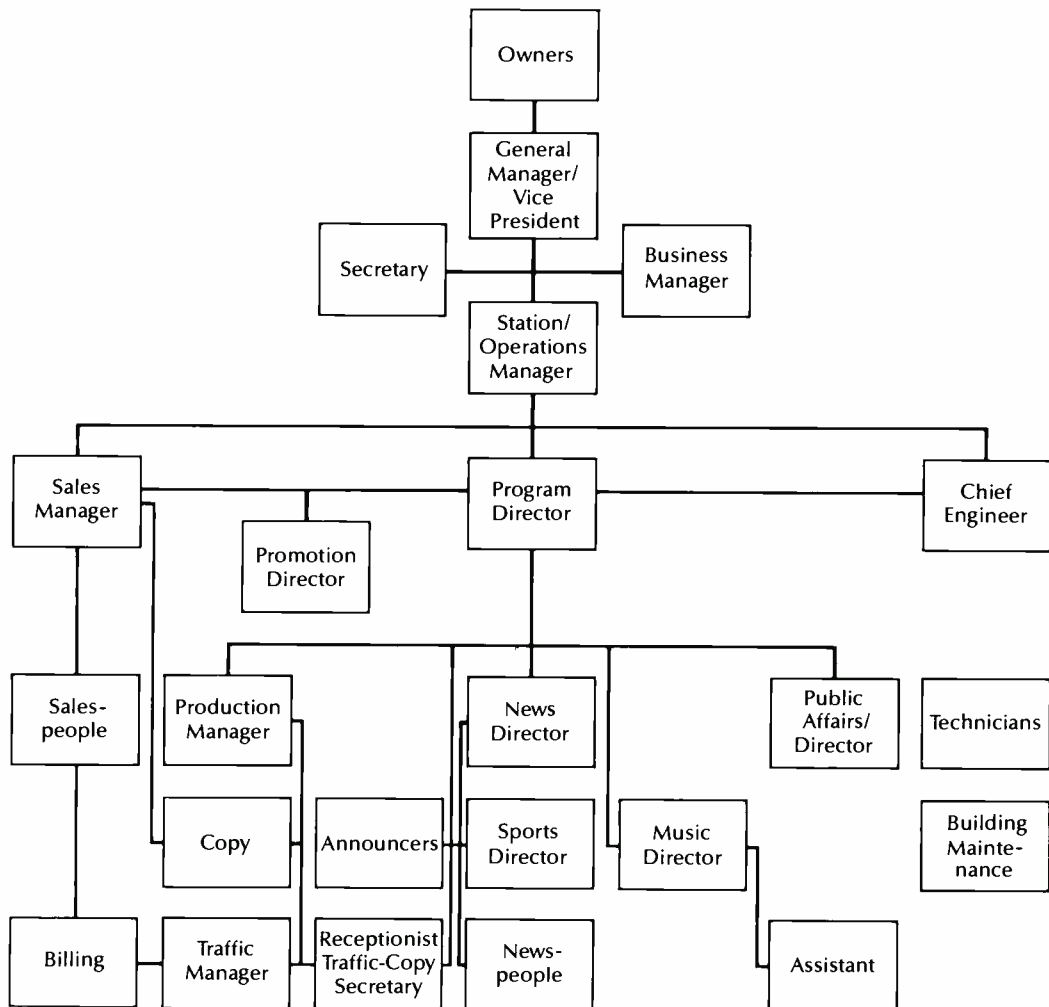 Owners
General
Manager/
Vice
President
Secretary
Business
Manager
Station/
Operations
Manager
Sales
Manager
Program
Director
Chief
Engineer
Promotion
Director
Sales-
people
Production
Manager
News
Director
Public
Affairs/
Director
Technicians
Copy
Announcers
Sports
Director
Music
Director
Building
Mainte-
nance
Billing
Traffic
Manager
Receptionist
Traffic-Copy
Secretary
News-
people
Assistant